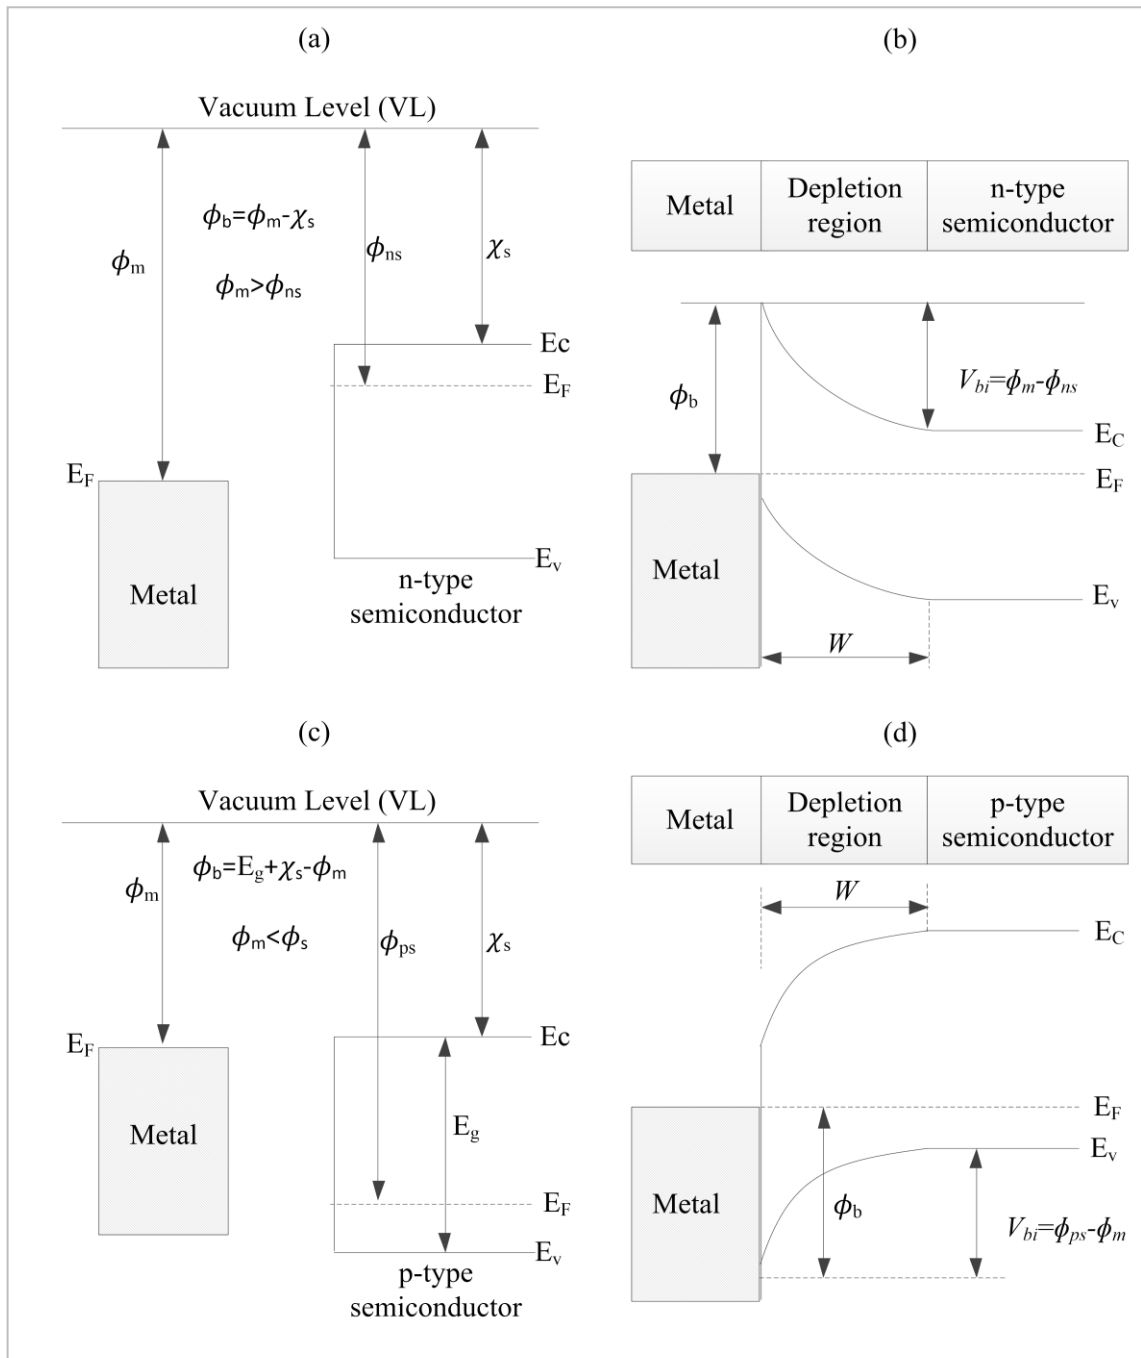 (a)
Vacuum Level (VL)
ϕb=ϕm-χs
ϕm
ϕns
χs
ϕm>ϕns
Ec
EF
EF
Ev
Metal
n-type
semiconductor
(b)
Metal
Depletion
region
n-type
semiconductor
ϕb
Vbi=ϕm-ϕns
EC
EF
Metal
Ev
W
(c)
Vacuum Level (VL)
ϕb=Eg+χs-ϕm
ϕm
ϕm<ϕs
ϕps
χs
EF
Ec
Metal
Eg
EF
Ev
p-type
semiconductor
(d)
Metal
Depletion
region
p-type
semiconductor
W
EC
EF
Ev
Metal
ϕb
Vbi=ϕps-ϕm